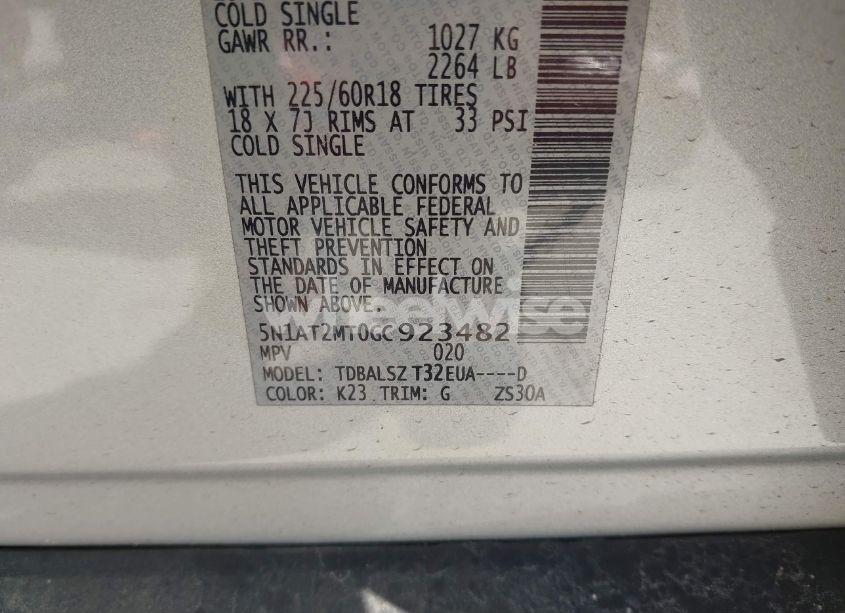 COLD SINGLE
GAWR RR.: 1027 KG
2264 LB
WITH 225/60R18 TIRES
18 X 7J RIMS AT 33 PSI
COLD SINGLE
THIS VEHICLE CONFORMS TO
ALL APPLICABLE FEDERAL
MOTOR VEHICLE SAFETY AND
THEFT PREVENTION
STANDARDS IN EFFECT ON
THE DATE OF MANUFACTURE
SHOWN ABOVE.
wheelwise
5N1AT2MT0GC923482
MPV 020
MODEL: TDBALSZ T32EUA----D
COLOR: K23 TRIM: G ZS30A